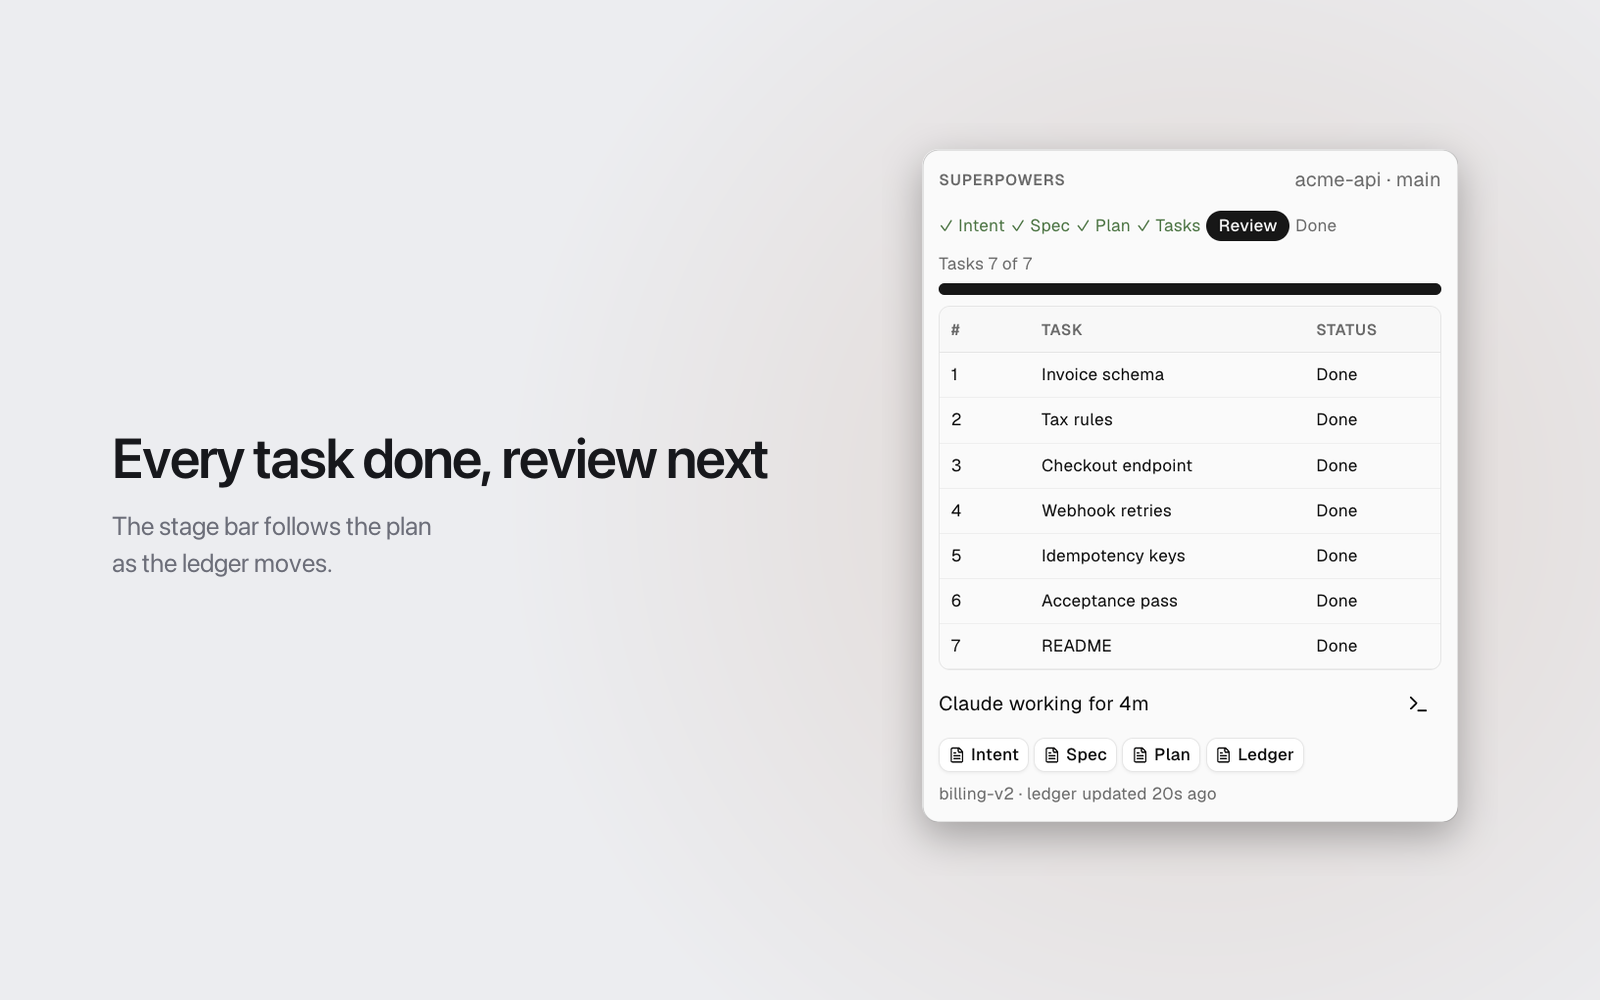 Every task done, review next
The stage bar follows the plan
as the ledger moves.
SUPERPOWERS acme-api · main
✓ Intent ✓ Spec ✓ Plan ✓ Tasks Review Done
Tasks 7 of 7
# TASK STATUS
1 Invoice schema Done
2 Tax rules Done
3 Checkout endpoint Done
4 Webhook retries Done
5 Idempotency keys Done
6 Acceptance pass Done
7 README Done
Claude working for 4m
Intent Spec Plan Ledger
billing-v2 · ledger updated 20s ago